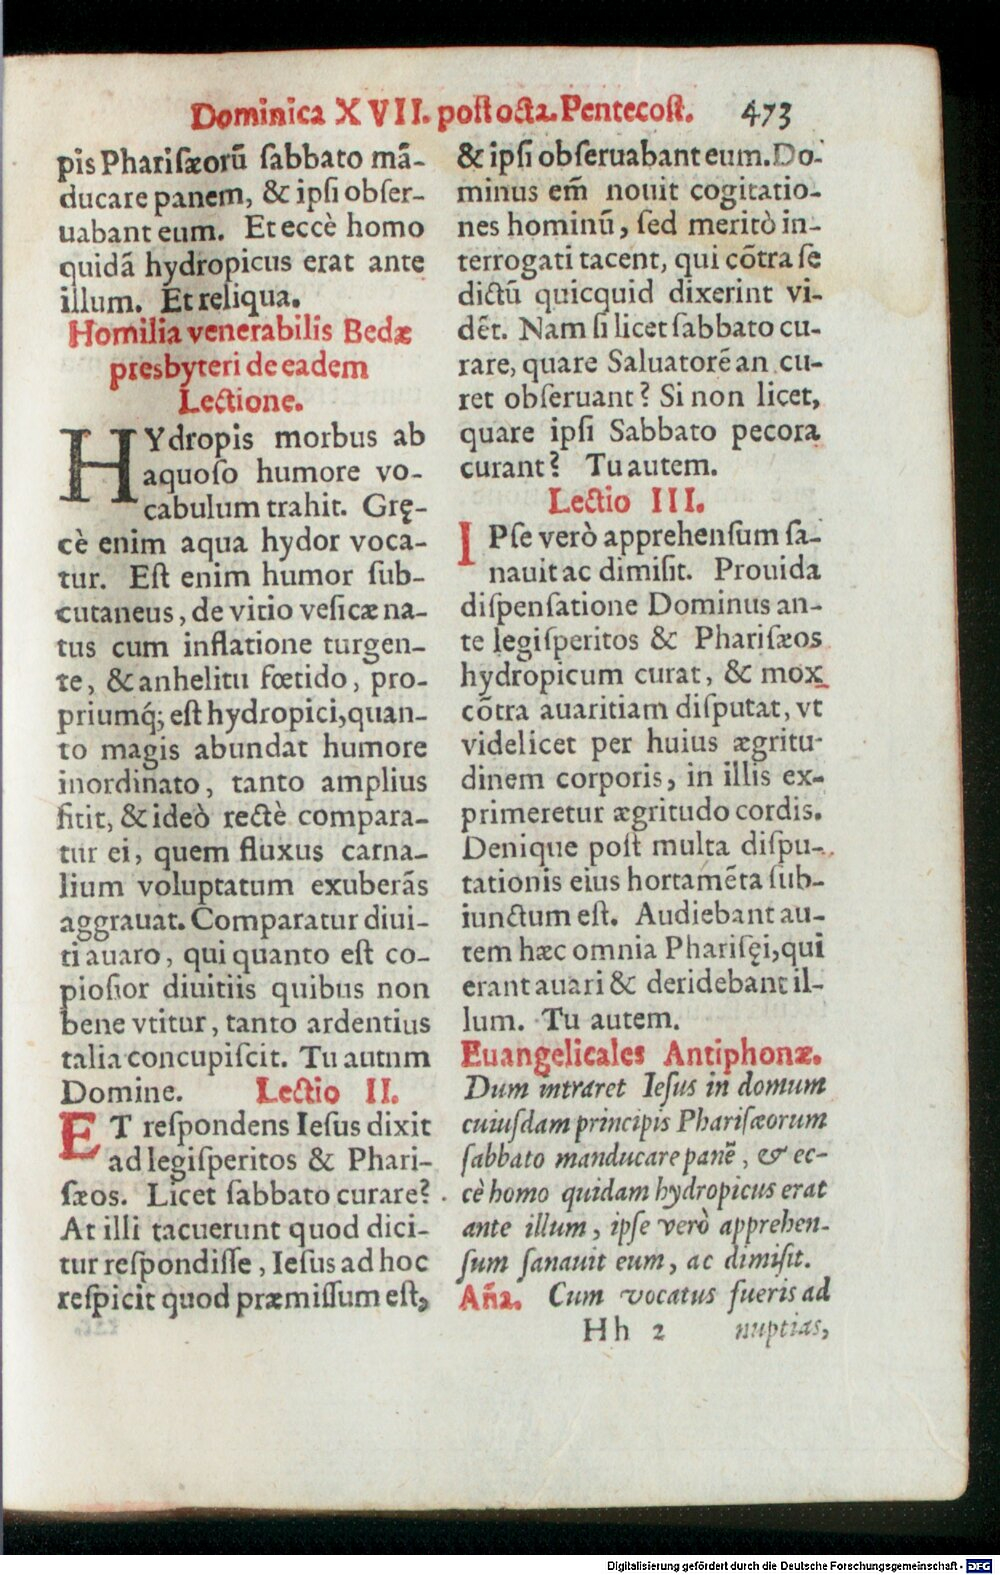 Dominica XVII. post octa. Pentecost. 473
pis Pharisæorũ sabbato mã-
ducare panem, & ipsi obser-
uabant eum. Et eccè homo
quidã hydropicus erat ante
illum. Et reliqua.
Homilia venerabilis Bedæ
presbyteri de eadem
Lectione.
HYdropis morbus ab
aquoso humore vo-
cabulum trahit. Grę-
cè enim aqua hydor voca-
tur. Est enim humor sub-
cutaneus, de vitio vesicæ na-
tus cum inflatione turgen-
te, & anhelitu fœtido, pro-
priumq́; est hydropici, quan-
to magis abundat humore
inordinato, tanto amplius
sitit, & ideò rectè compara-
tur ei, quem fluxus carna-
lium voluptatum exuberãs
aggrauat. Comparatur diui-
ti auaro, qui quanto est co-
piosior diuitiis quibus non
bene vtitur, tanto ardentius
talia concupiscit. Tu autnm
Domine. Lectio II.
ET respondens Iesus dixit
ad legisperitos & Phari-
sæos. Licet sabbato curare?
At illi tacuerunt quod dici-
tur respondisse, Iesus ad hoc
respicit quod præmissum est,
& ipsi obseruabant eum. Do-
minus em̃ nouit cogitatio-
nes hominũ, sed meritò in-
terrogati tacent, qui cõtra se
dictũ quicquid dixerint vi-
dẽt. Nam si licet sabbato cu-
rare, quare Saluatorẽ an cu-
ret obseruant? Si non licet,
quare ipsi Sabbato pecora
curant? Tu autem.
Lectio III.
IPse verò apprehensum sa-
nauit ac dimisit. Prouida
dispensatione Dominus an-
te legisperitos & Pharisæos
hydropicum curat, & mox
cõtra auaritiam disputat, vt
videlicet per huius ægritu-
dinem corporis, in illis ex-
primeretur ægritudo cordis.
Denique post multa dispu-
tationis eius hortamẽta sub-
iunctum est. Audiebant au-
tem hæc omnia Pharisęi, qui
erant auari & deridebant il-
lum. Tu autem.
Euangelicales Antiphonæ.
Dum intraret Iesus in domum
cuiusdam principis Pharisæorum
sabbato manducare panẽ, & ec-
cè homo quidam hydropicus erat
ante illum, ipse verò apprehen-
sum sanauit eum, ac dimisit.
Añа. Cum vocatus fueris ad
Hh 2 nuptias,
Digitalisierung gefördert durch die Deutsche Forschungsgemeinschaft - DFG